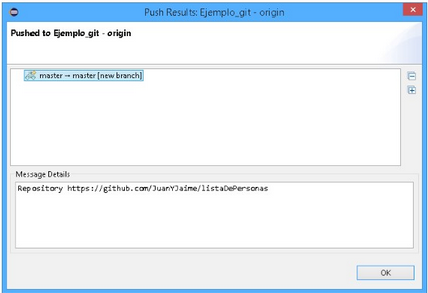 Push Results: Ejemplo_git - origin
Pushed to Ejemplo_git - origin
master → master [new branch]
Message Details
Repository https://github.com/JuanYJaime/listaDePersonas
OK